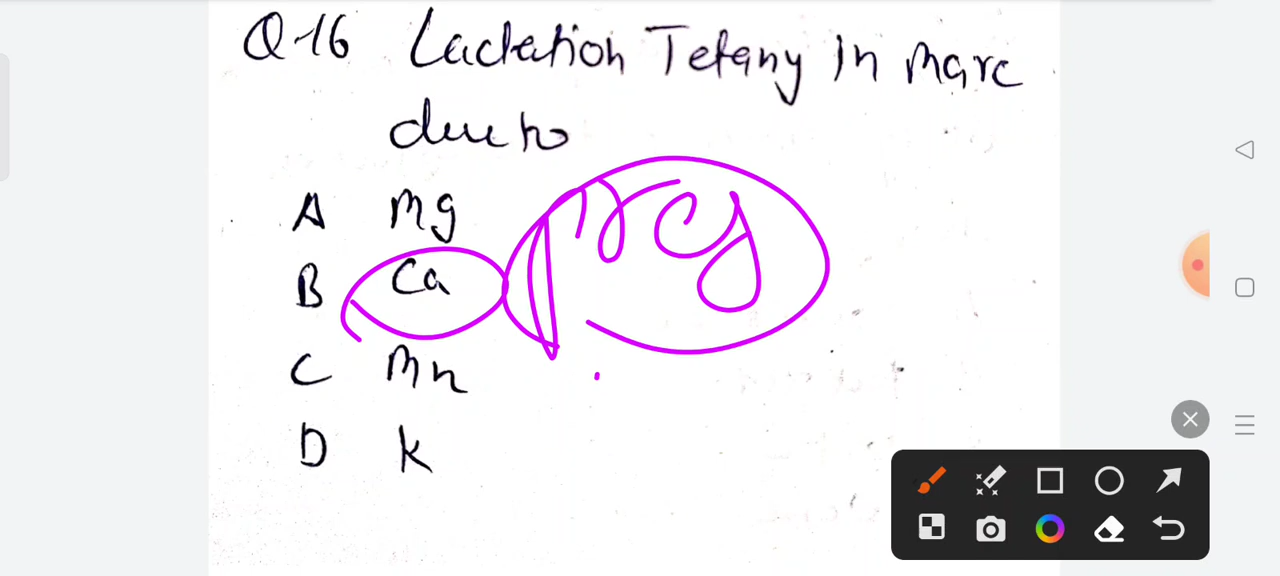 Q-16 Lactation Tetany in Mare
due to
A Mg
B Ca
C Mn
D K